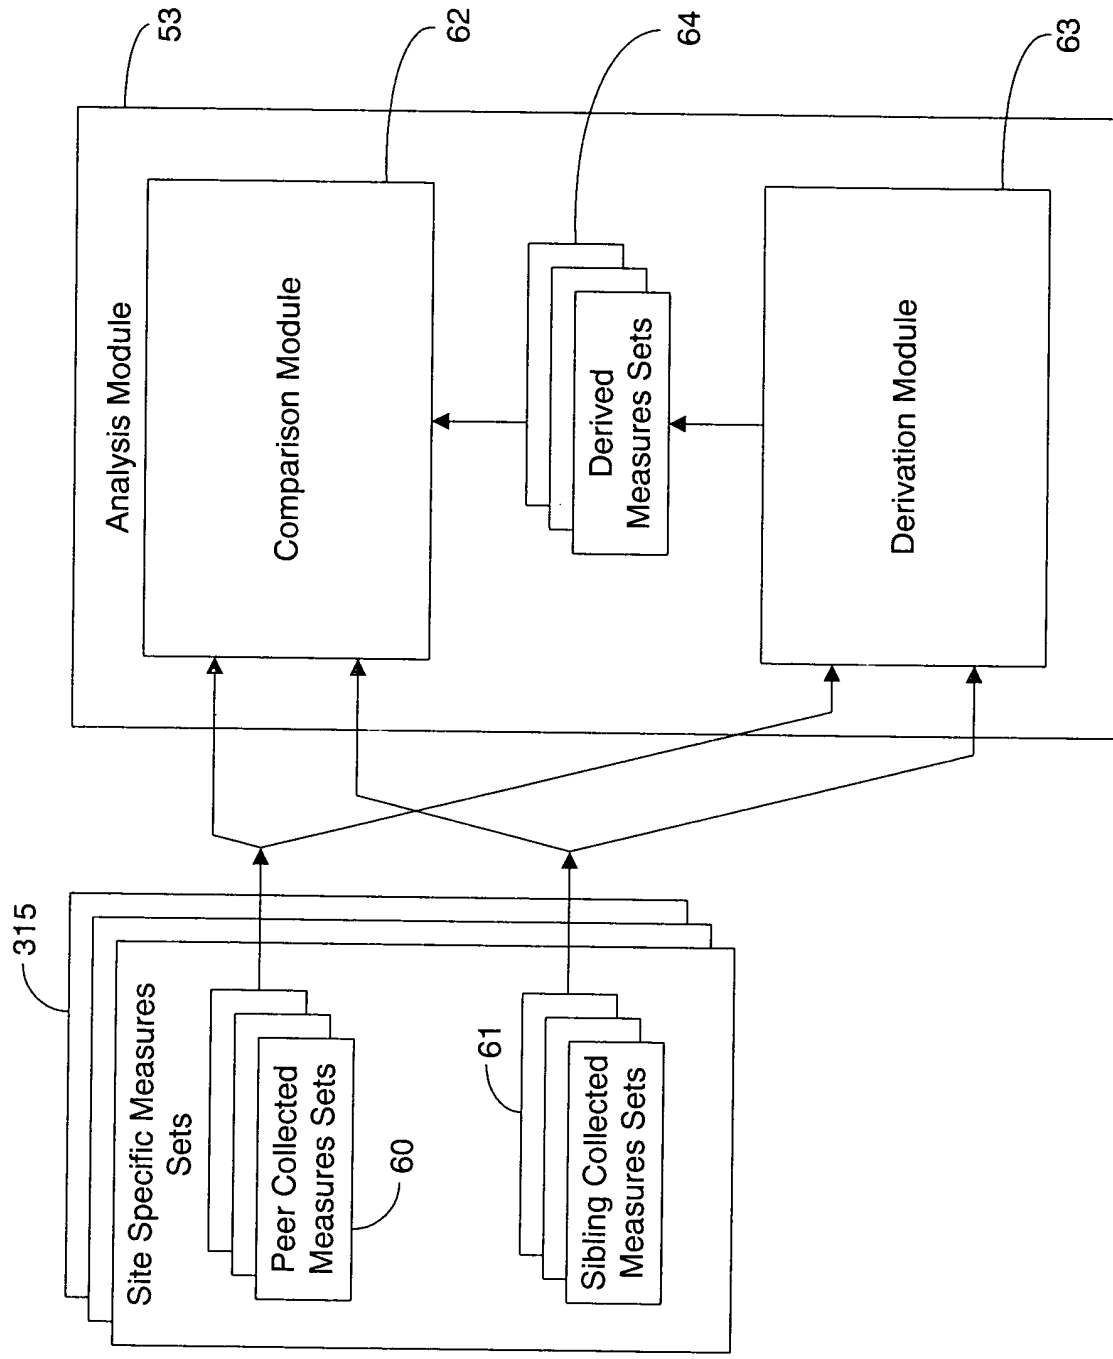 315
Site Specific Measures
Sets
Peer Collected
Measures Sets
60
61
Sibling Collected
Measures Sets
53
Analysis Module
Comparison Module
62
64
Derived
Measures Sets
Derivation Module
63